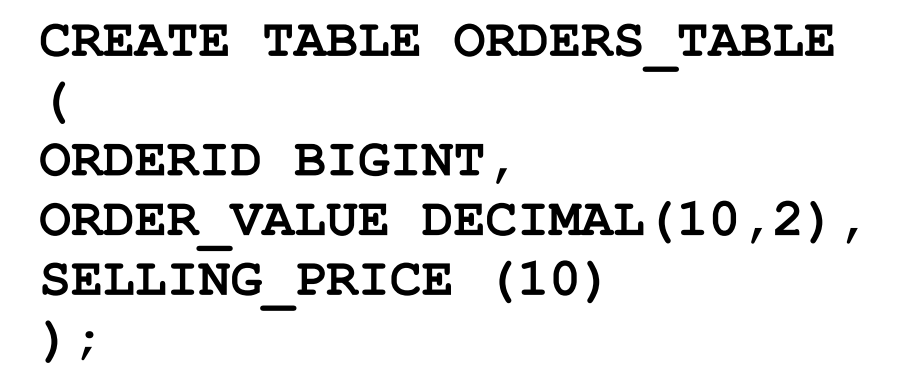 CREATE TABLE ORDERS_TABLE
(
ORDERID BIGINT,
ORDER_VALUE DECIMAL(10,2),
SELLING_PRICE (10)
);